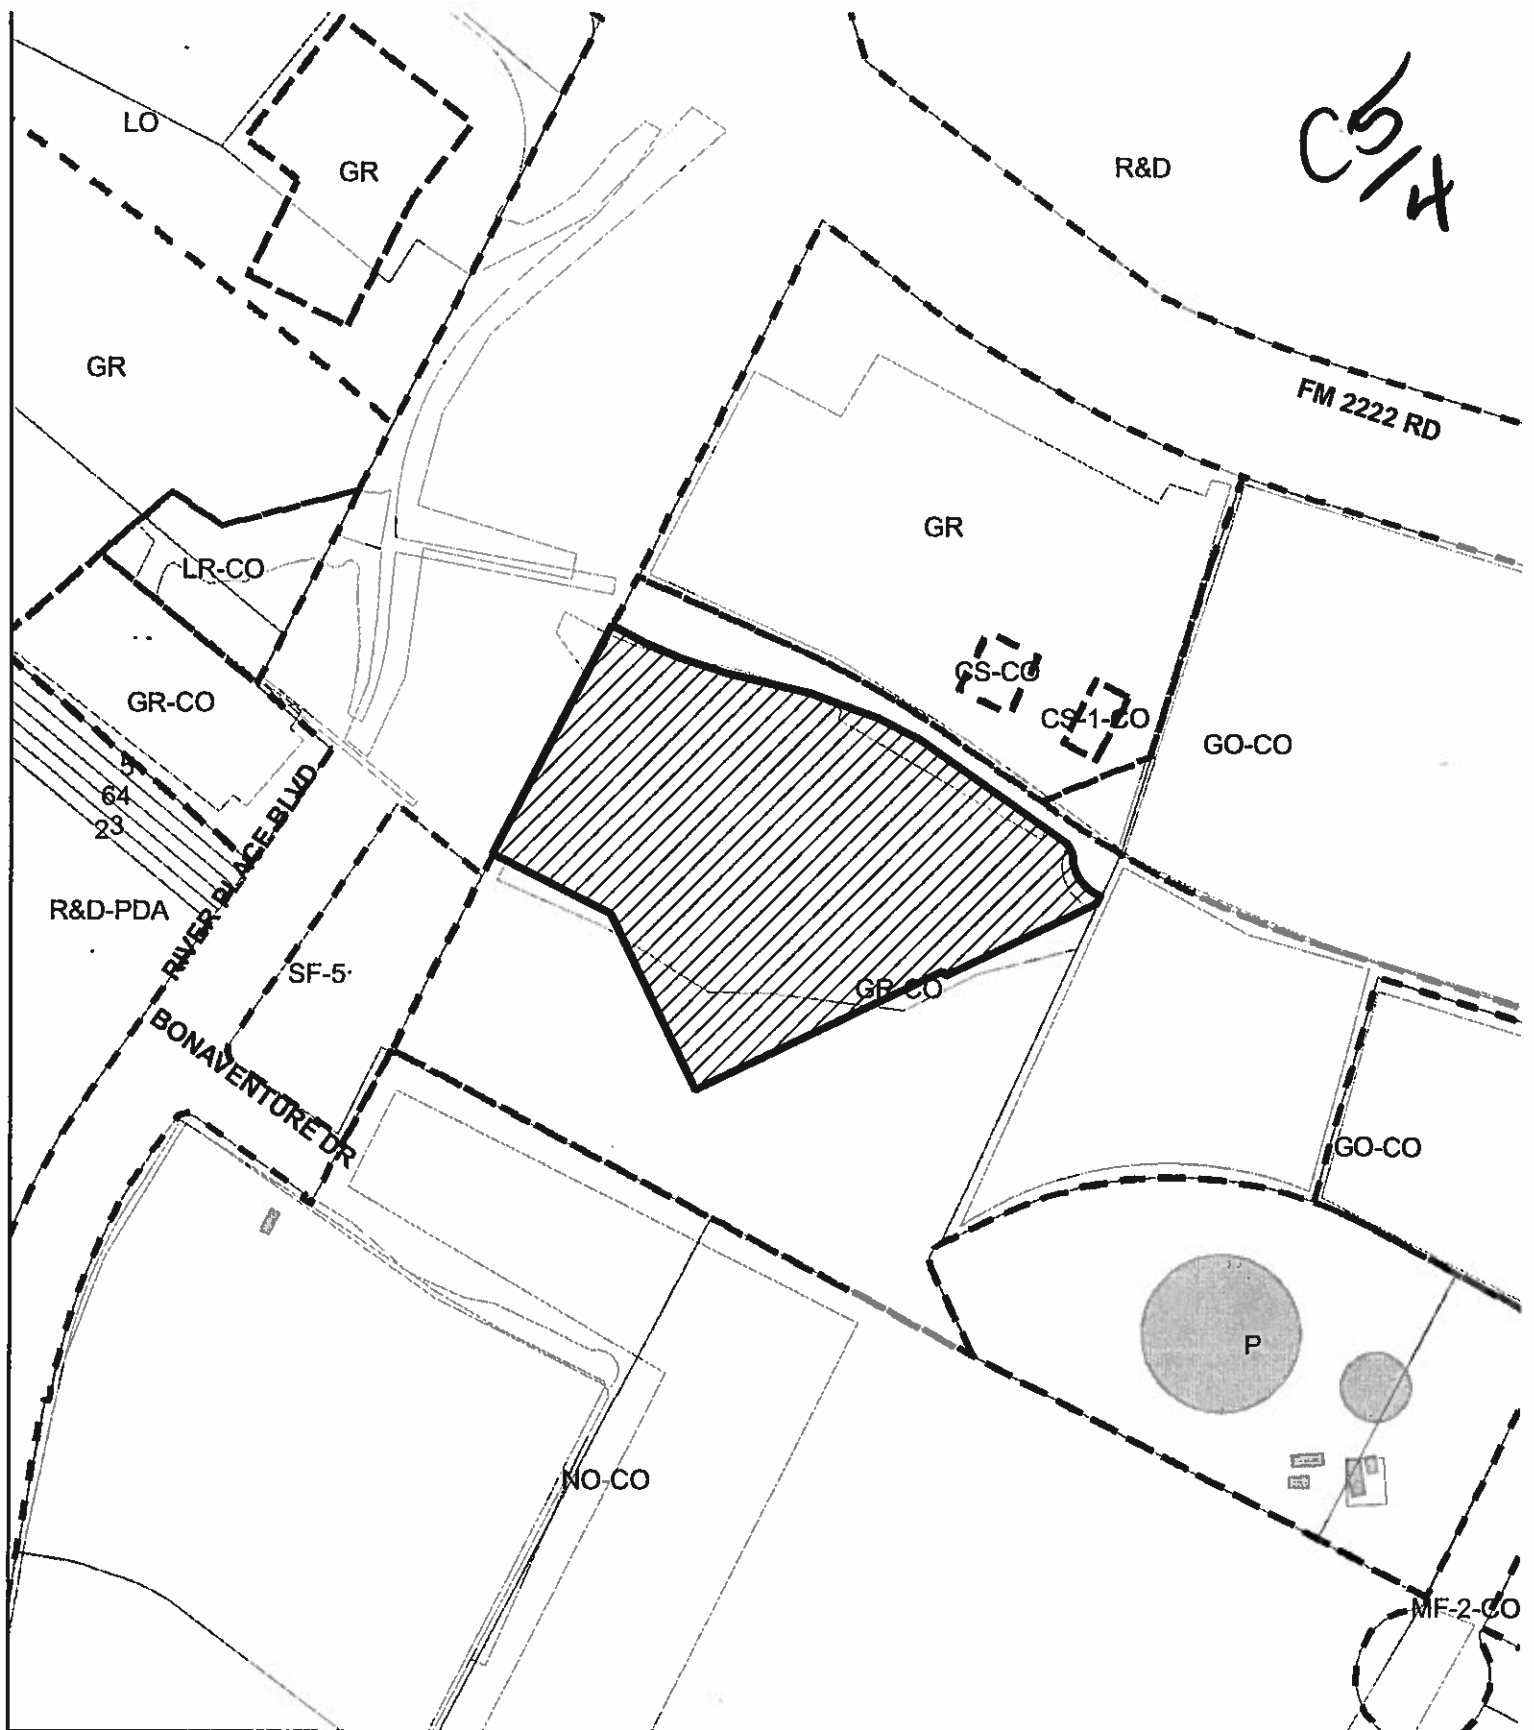 C5/4
LO
GR
R&D
GR
FM 2222 RD
GR
LR-CO
CS-CO
GR-CO
CS-1-CO
GO-CO
5
64
23
RIVER PLACE BLVD
R&D-PDA
SF-5
GR-CO
BONAVENTURE DR
GO-CO
P
NO-CO
MF-2-CO